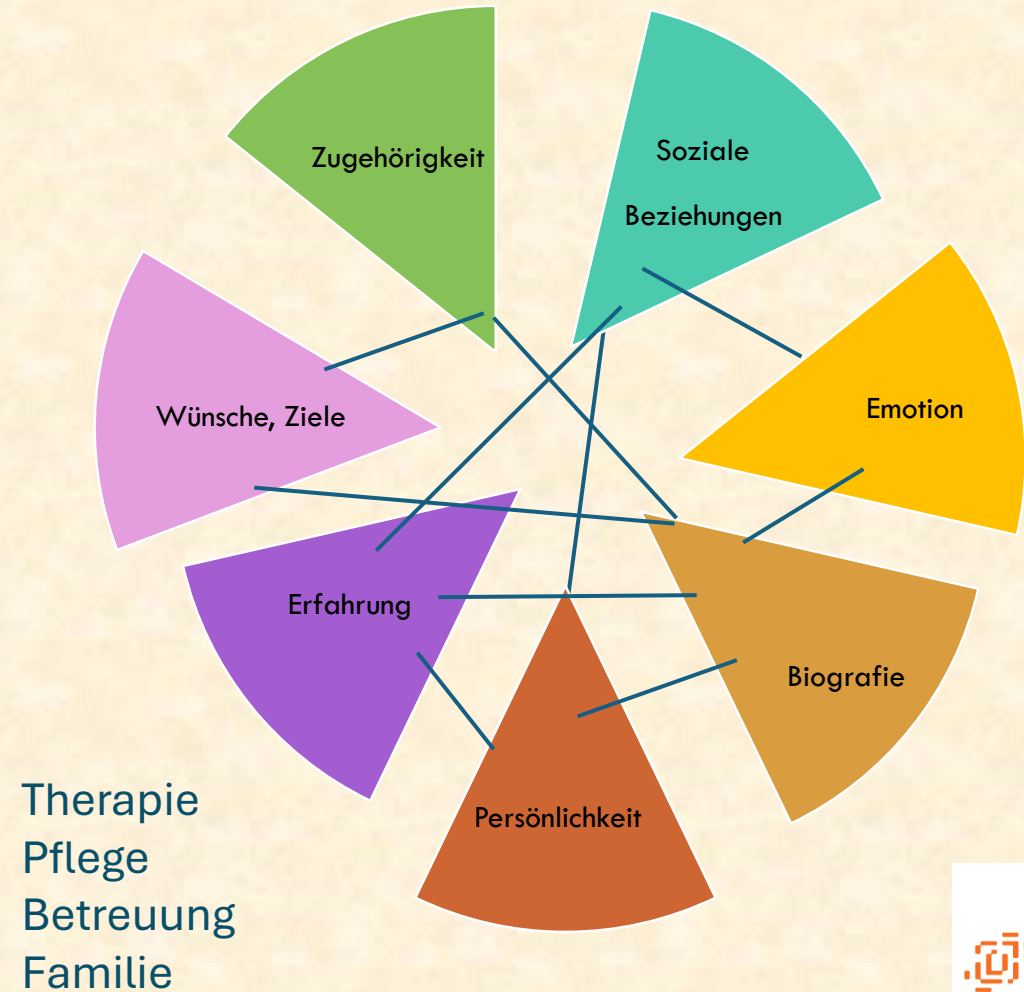 Zugehörigkeit
Soziale
Beziehungen
Emotion
Wünsche, Ziele
Erfahrung
Biografie
Persönlichkeit
Therapie
Pflege
Betreuung
Familie